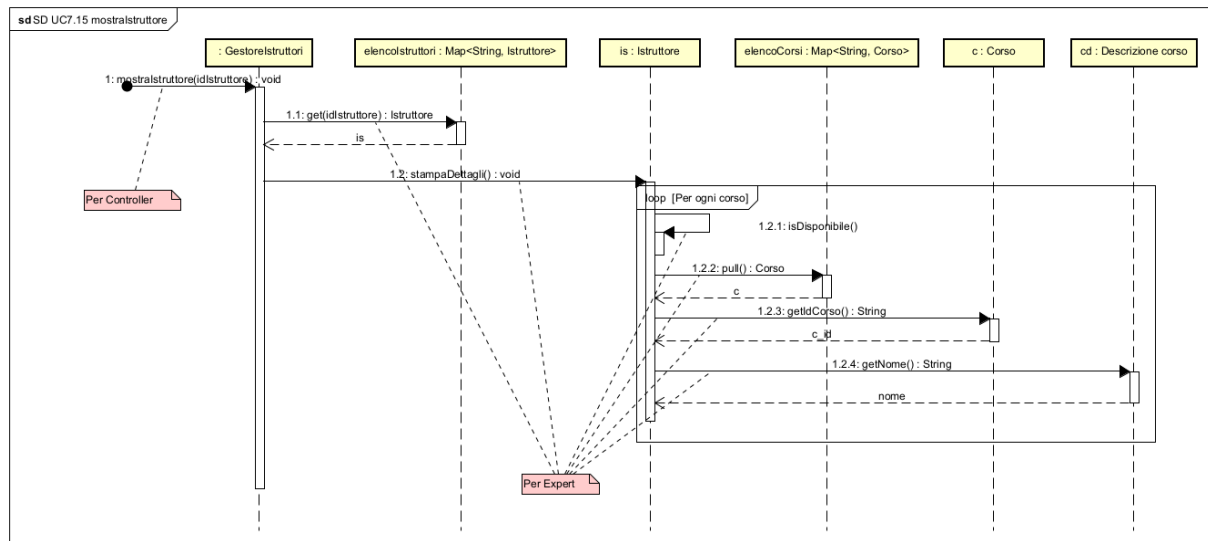 sd SD UC7.15 mostraIstruttore
: GestoreIstruttori
elencoIstruttori : Map<String, Istruttore>
is : Istruttore
elencoCorsi : Map<String, Corso>
c : Corso
cd : Descrizione corso
1: mostraIstruttore(idIstruttore) : void
1.1: get(idIstruttore) : Istruttore
is
1.2: stampaDettagli() : void
Per Controller
loop [Per ogni corso]
1.2.1: isDisponibile()
1.2.2: pull() : Corso
c
1.2.3: getIdCorso() : String
c_id
1.2.4: getNome() : String
nome
Per Expert